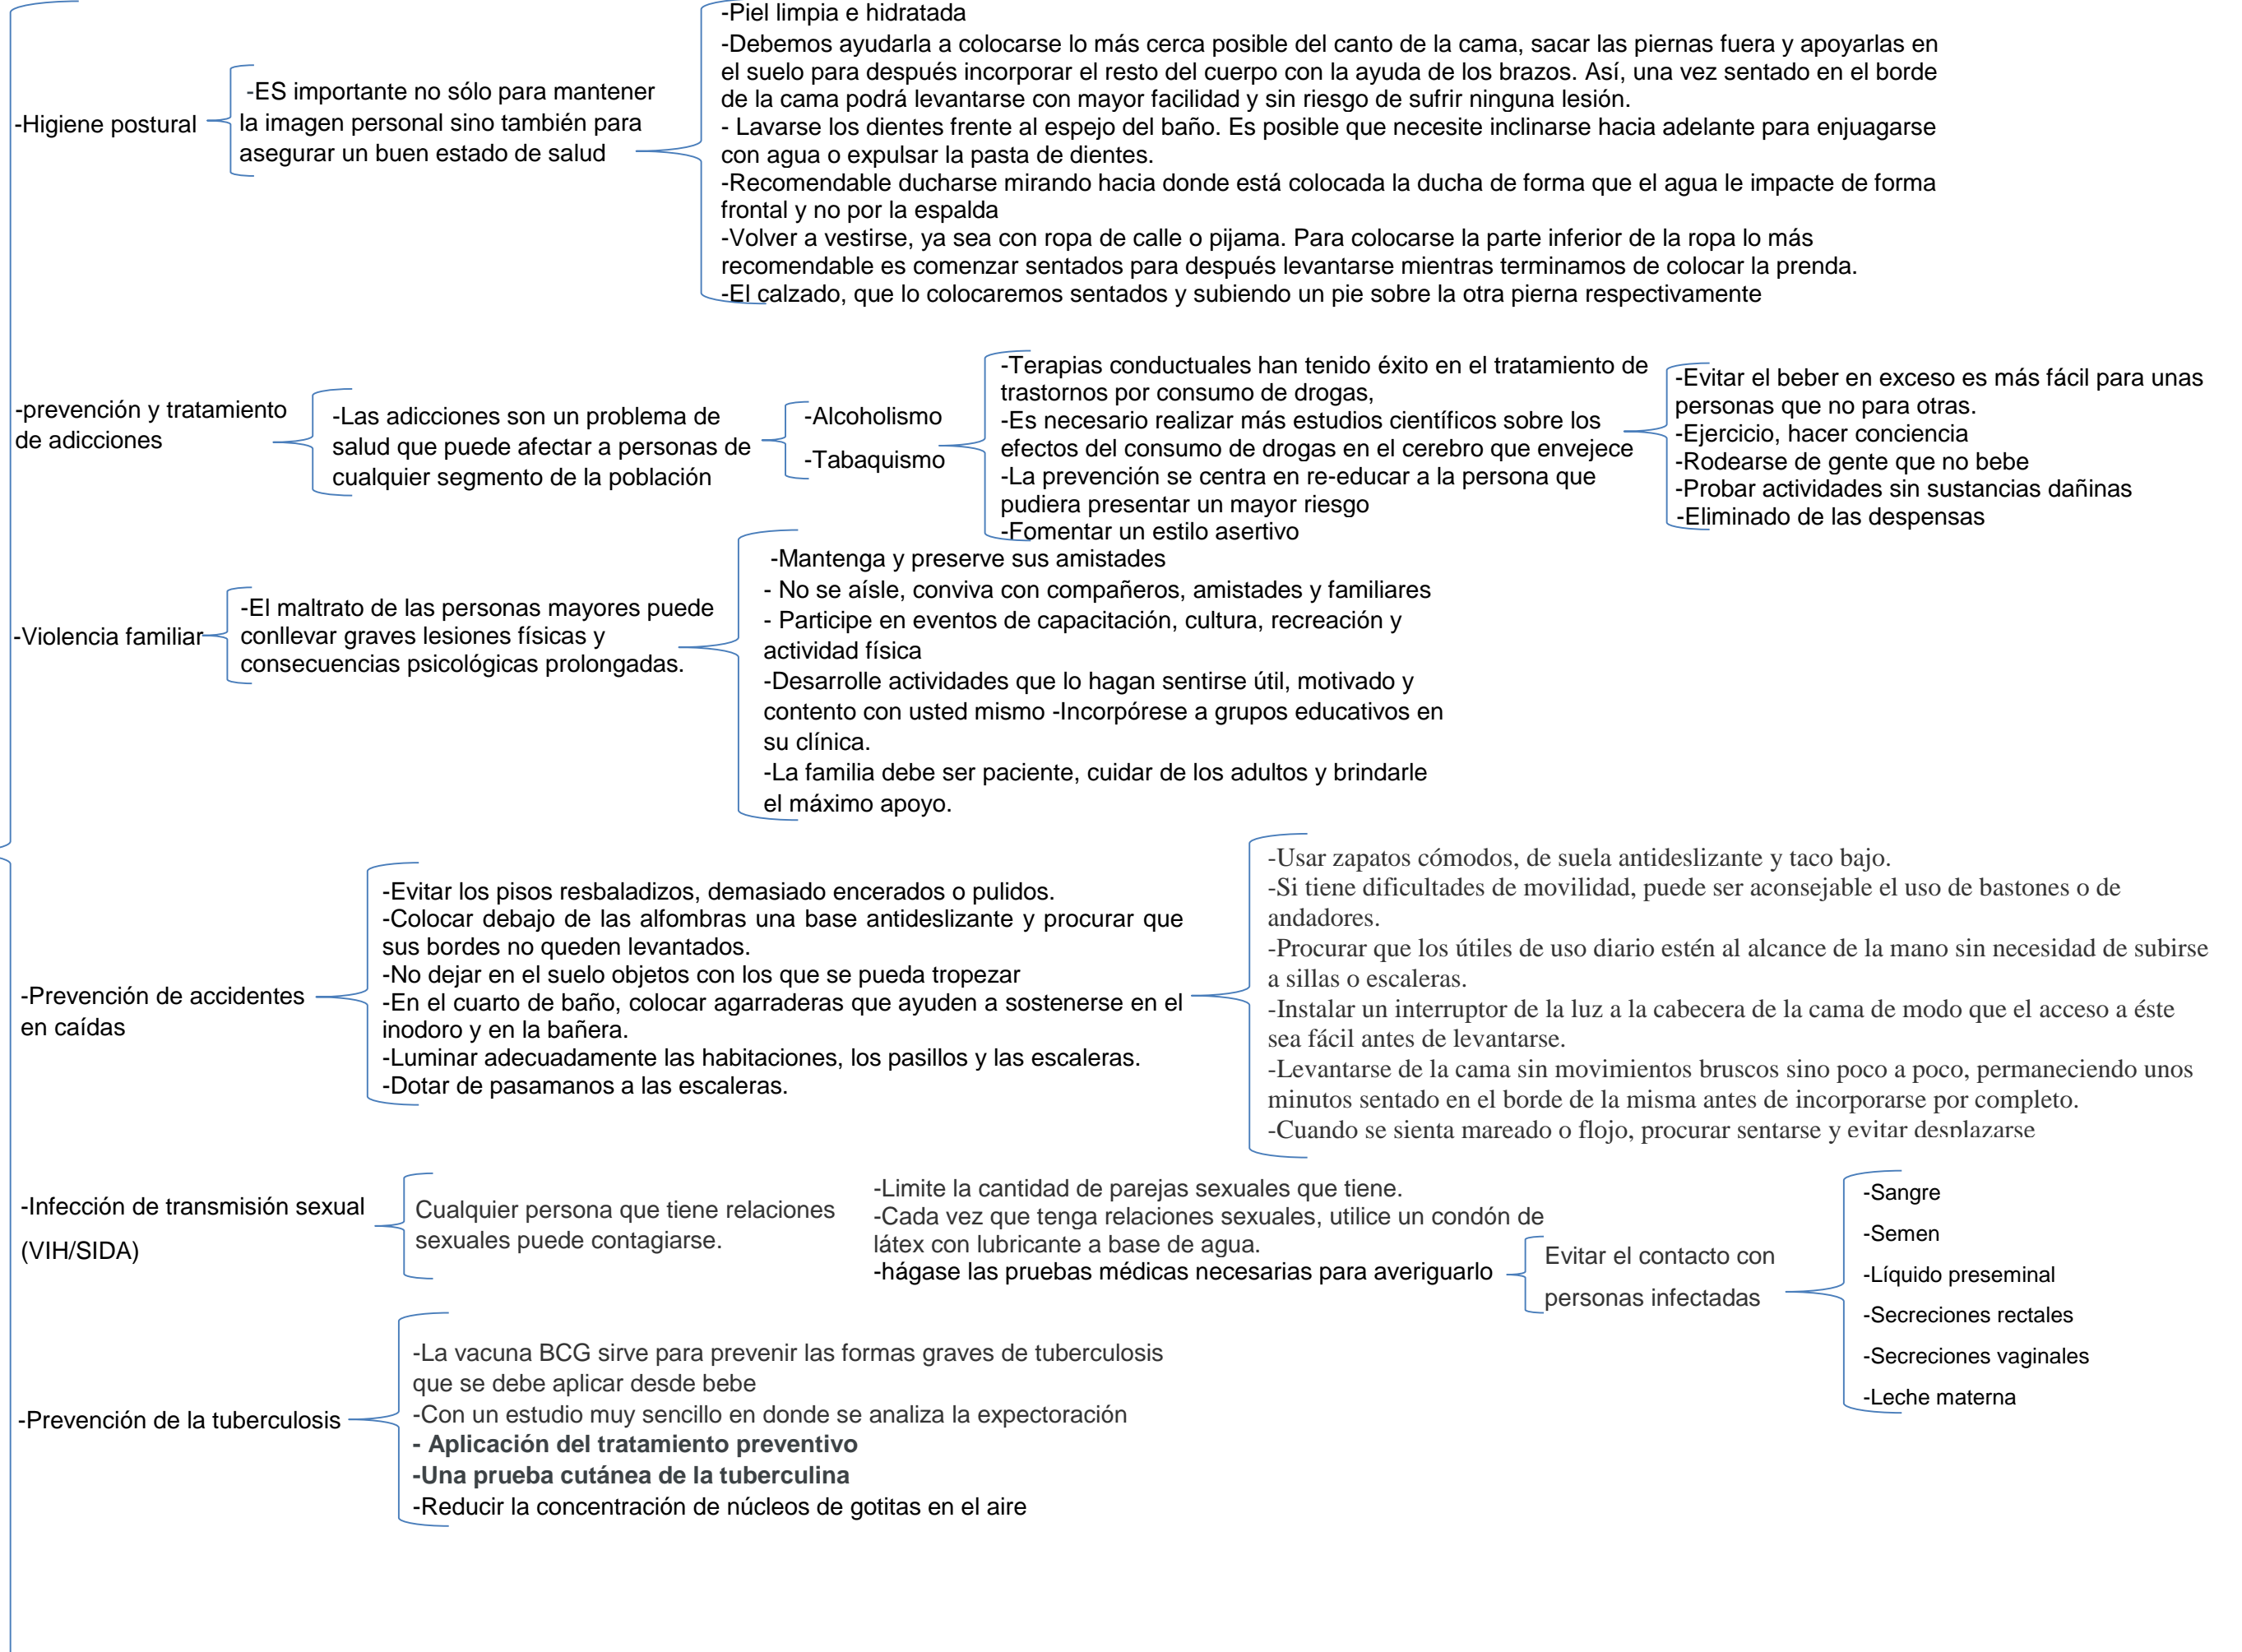 -Higiene postural
-ES importante no sólo para mantener
la imagen personal sino también para
asegurar un buen estado de salud
-Piel limpia e hidratada
-Debemos ayudarla a colocarse lo más cerca posible del canto de la cama, sacar las piernas fuera y apoyarlas en
el suelo para después incorporar el resto del cuerpo con la ayuda de los brazos. Así, una vez sentado en el borde
de la cama podrá levantarse con mayor facilidad y sin riesgo de sufrir ninguna lesión.
- Lavarse los dientes frente al espejo del baño. Es posible que necesite inclinarse hacia adelante para enjuagarse
con agua o expulsar la pasta de dientes.
-Recomendable ducharse mirando hacia donde está colocada la ducha de forma que el agua le impacte de forma
frontal y no por la espalda
-Volver a vestirse, ya sea con ropa de calle o pijama. Para colocarse la parte inferior de la ropa lo más
recomendable es comenzar sentados para después levantarse mientras terminamos de colocar la prenda.
-El calzado, que lo colocaremos sentados y subiendo un pie sobre la otra pierna respectivamente
-prevención y tratamiento
de adicciones
-Las adicciones son un problema de
salud que puede afectar a personas de
cualquier segmento de la población
-Alcoholismo
-Tabaquismo
-Terapias conductuales han tenido éxito en el tratamiento de
trastornos por consumo de drogas,
-Es necesario realizar más estudios científicos sobre los
efectos del consumo de drogas en el cerebro que envejece
-La prevención se centra en re-educar a la persona que
pudiera presentar un mayor riesgo
-Fomentar un estilo asertivo
-Evitar el beber en exceso es más fácil para unas
personas que no para otras.
-Ejercicio, hacer conciencia
-Rodearse de gente que no bebe
-Probar actividades sin sustancias dañinas
-Eliminado de las despensas
-Violencia familiar
-El maltrato de las personas mayores puede
conllevar graves lesiones físicas y
consecuencias psicológicas prolongadas.
-Mantenga y preserve sus amistades
- No se aísle, conviva con compañeros, amistades y familiares
- Participe en eventos de capacitación, cultura, recreación y
actividad física
-Desarrolle actividades que lo hagan sentirse útil, motivado y
contento con usted mismo -Incorpórese a grupos educativos en
su clínica.
-La familia debe ser paciente, cuidar de los adultos y brindarle
el máximo apoyo.
-Prevención de accidentes
en caídas
-Evitar los pisos resbaladizos, demasiado encerados o pulidos.
-Colocar debajo de las alfombras una base antideslizante y procurar que
sus bordes no queden levantados.
-No dejar en el suelo objetos con los que se pueda tropezar
-En el cuarto de baño, colocar agarraderas que ayuden a sostenerse en el
inodoro y en la bañera.
-Luminar adecuadamente las habitaciones, los pasillos y las escaleras.
-Dotar de pasamanos a las escaleras.
-Usar zapatos cómodos, de suela antideslizante y taco bajo.
-Si tiene dificultades de movilidad, puede ser aconsejable el uso de bastones o de
andadores.
-Procurar que los útiles de uso diario estén al alcance de la mano sin necesidad de subirse
a sillas o escaleras.
-Instalar un interruptor de la luz a la cabecera de la cama de modo que el acceso a éste
sea fácil antes de levantarse.
-Levantarse de la cama sin movimientos bruscos sino poco a poco, permaneciendo unos
minutos sentado en el borde de la misma antes de incorporarse por completo.
-Cuando se sienta mareado o flojo, procurar sentarse y evitar desplazarse
-Infección de transmisión sexual
(VIH/SIDA)
Cualquier persona que tiene relaciones
sexuales puede contagiarse.
-Limite la cantidad de parejas sexuales que tiene.
-Cada vez que tenga relaciones sexuales, utilice un condón de
látex con lubricante a base de agua.
-hágase las pruebas médicas necesarias para averiguarlo
Evitar el contacto con
personas infectadas
-Sangre
-Semen
-Líquido preseminal
-Secreciones rectales
-Secreciones vaginales
-Leche materna
-Prevención de la tuberculosis
-La vacuna BCG sirve para prevenir las formas graves de tuberculosis
que se debe aplicar desde bebe
-Con un estudio muy sencillo en donde se analiza la expectoración
- Aplicación del tratamiento preventivo
-Una prueba cutánea de la tuberculina
-Reducir la concentración de núcleos de gotitas en el aire